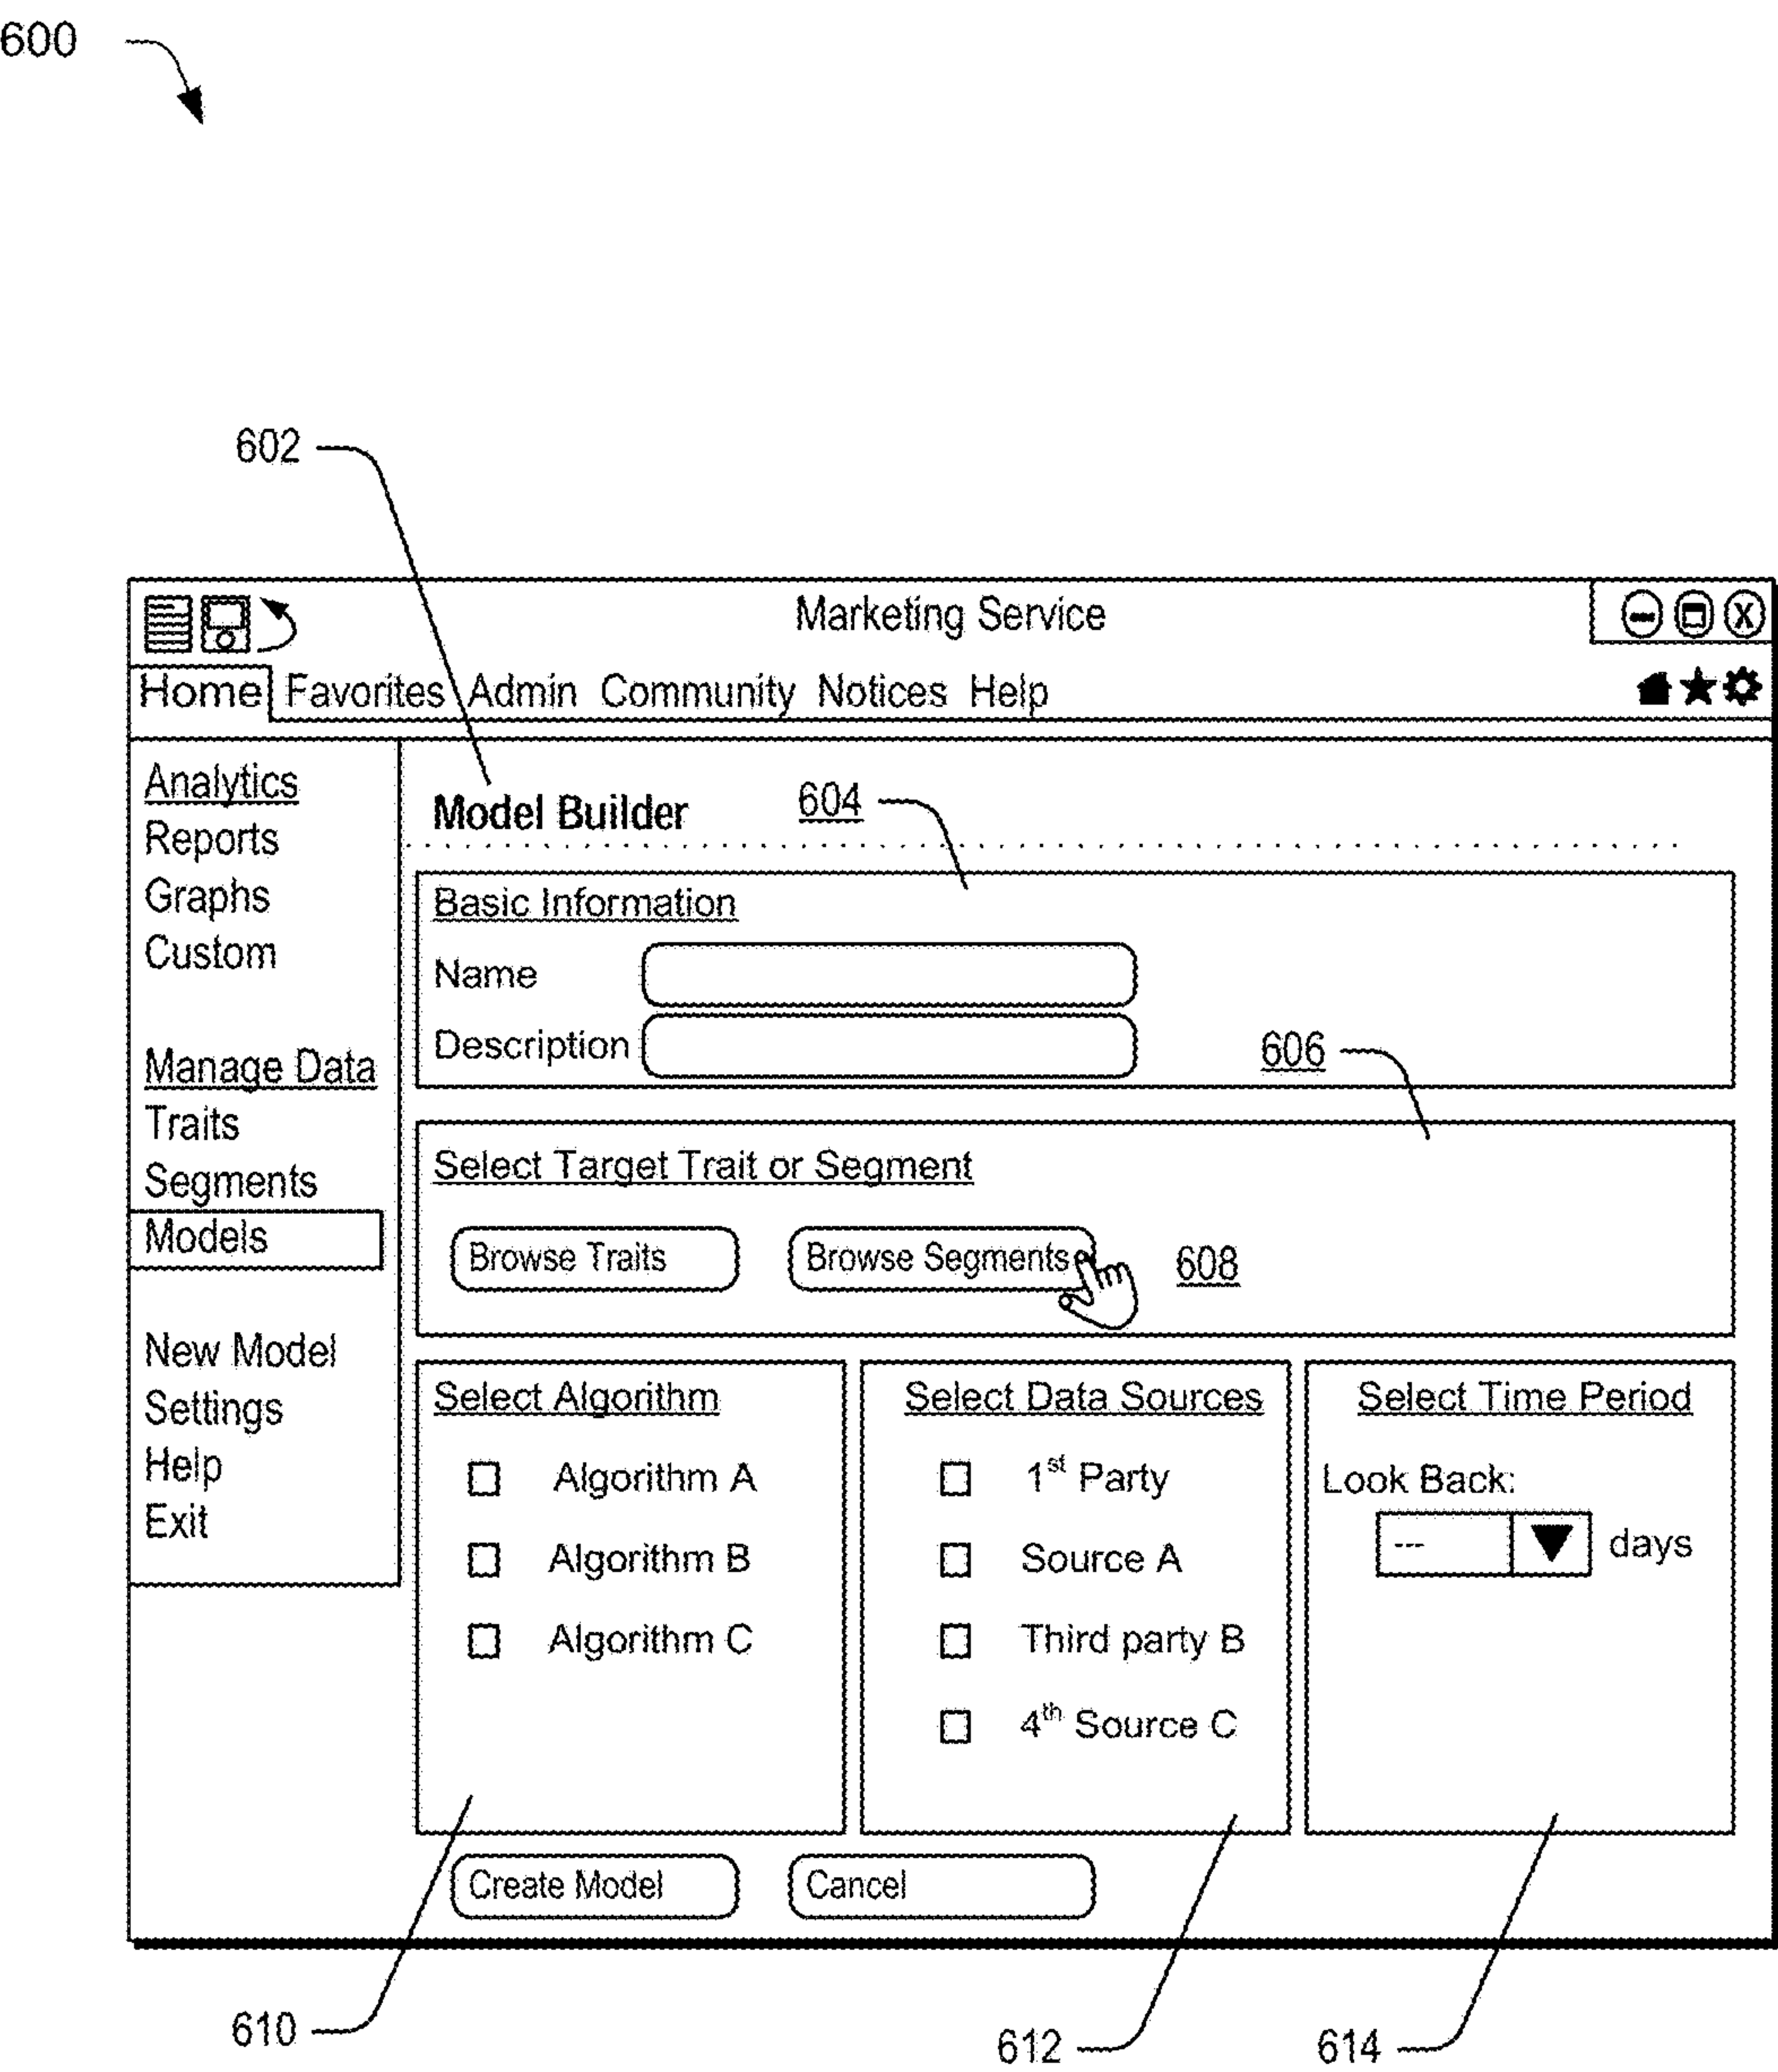 600
602
Marketing Service
Home Favorites Admin Community Notices Help
Analytics
Reports
Graphs
Custom
Manage Data
Traits
Segments
Models
New Model
Settings
Help
Exit
Model Builder
604
Basic Information
Name
Description
606
Select Target Trait or Segment
Browse Traits Browse Segments
608
Select Algorithm
Algorithm A
Algorithm B
Algorithm C
Select Data Sources
1st Party
Source A
Third party B
4th Source C
Select Time Period
Look Back:
--- days
Create Model Cancel
610
612
614